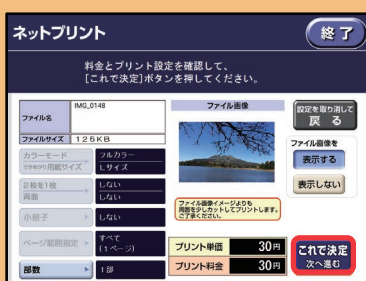 ネットプリント
終了
料金とプリント設定を確認して、
[これで決定]ボタンを押してください。
ファイル名
IMG_0148
ファイルサイズ
125KB
カラーモード
できあがり用紙サイズ
フルカラー
Lサイズ
2枚を1枚
両面
しない
しない
小冊子
しない
ページ範囲指定
すべて
(1ページ)
部数
1部
ファイル画像
ファイル画像イメージよりも
周囲を少しカットしてプリントします。
ご了承ください。
プリント単価
30円
プリント料金
30円
設定を取り消して
戻る
ファイル画像を
表示する
表示しない
これで決定
次へ進む